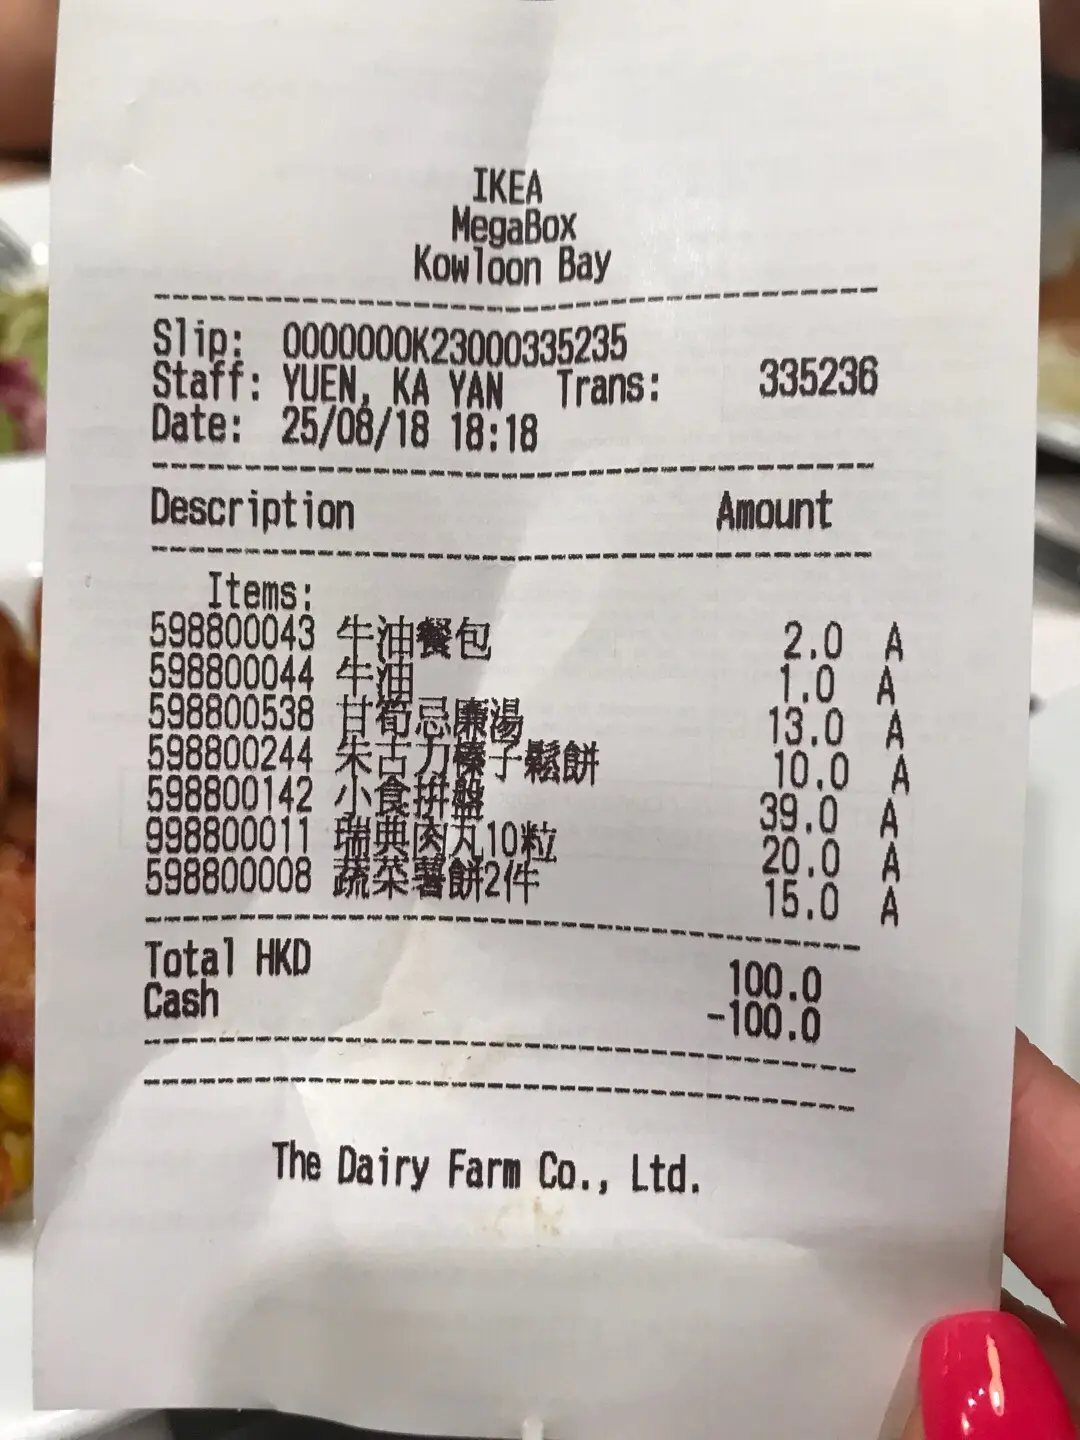 IKEA
MegaBox
Kowloon Bay
Slip: 0000000K23000335235
Staff: YUEN, KA YAN Trans: 335236
Date: 25/08/18 18:18
Description Amount
Items:
598800043 牛油餐包 2.0 A
598800044 牛油 1.0 A
598800538 甘筍忌廉湯 13.0 A
598800244 朱古力榛子鬆餅 10.0 A
598800142 小食拼盤 39.0 A
998800011 瑞典肉丸10粒 20.0 A
598800008 蔬菜薯餅2件 15.0 A
Total HKD 100.0
Cash -100.0
The Dairy Farm Co., Ltd.